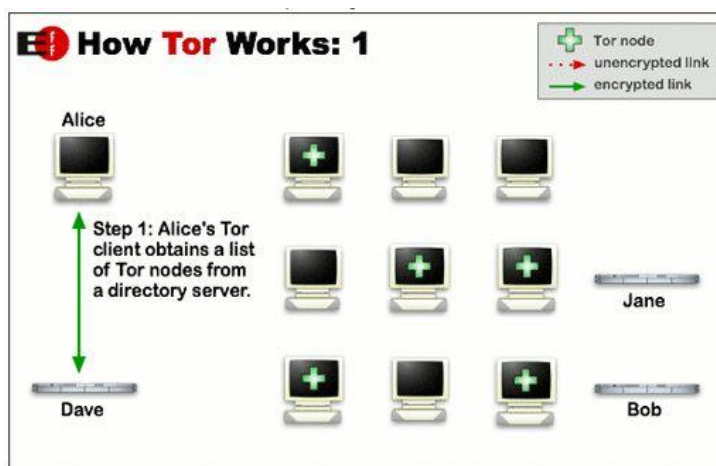 EFF How Tor Works: 1
Tor node
unencrypted link
encrypted link
Alice
Step 1: Alice's Tor
client obtains a list
of Tor nodes from
a directory server.
Jane
Dave
Bob